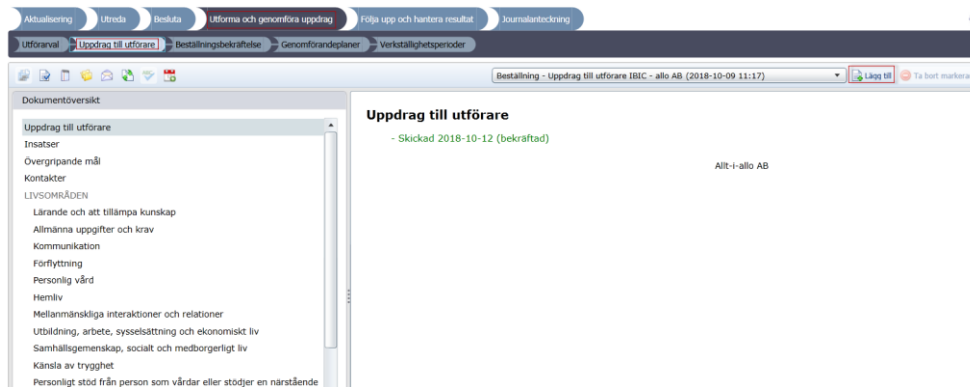 Aktualisering Utreda Besluta Utforma och genomföra uppdrag Följa upp och hantera resultat Journalanteckning
Utförarval Uppdrag till utförare Beställningsbekräftelse Genomförandeplaner Verkställighetsperioder
Beställning - Uppdrag till utförare IBIC - allo AB (2018-10-09 11:17) Lägg till Ta bort markera
Dokumentöversikt
Uppdrag till utförare
Insatser
Övergripande mål
Kontakter
LIVSOMRÅDEN
Lärande och att tillämpa kunskap
Allmänna uppgifter och krav
Kommunikation
Förflyttning
Personlig vård
Hemliv
Mellanmänskliga interaktioner och relationer
Utbildning, arbete, sysselsättning och ekonomiskt liv
Samhällsgemenskap, socialt och medborgerligt liv
Känsla av trygghet
Personligt stöd från person som vårdar eller stödjer en närstående
Uppdrag till utförare
- Skickad 2018-10-12 (bekräftad)
Allt-i-allo AB